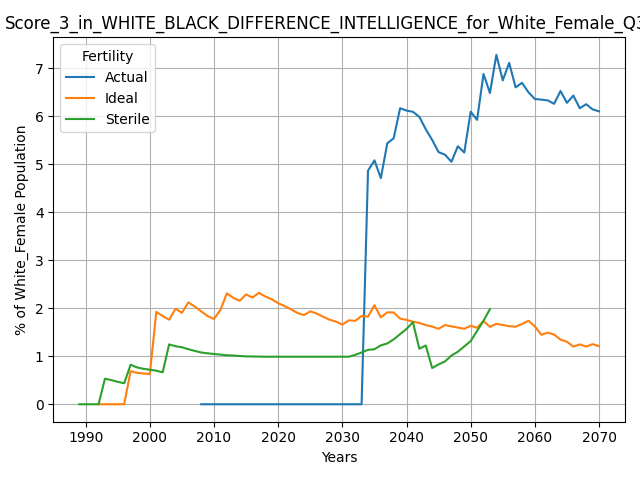 Score_3_in_WHITE_BLACK_DIFFERENCE_INTELLIGENCE_for_White_Female_Q3
Fertility
Actual
Ideal
Sterile
% of White_Female Population
7
6
5
4
3
2
1
0
1990 2000 2010 2020 2030 2040 2050 2060 2070
Years